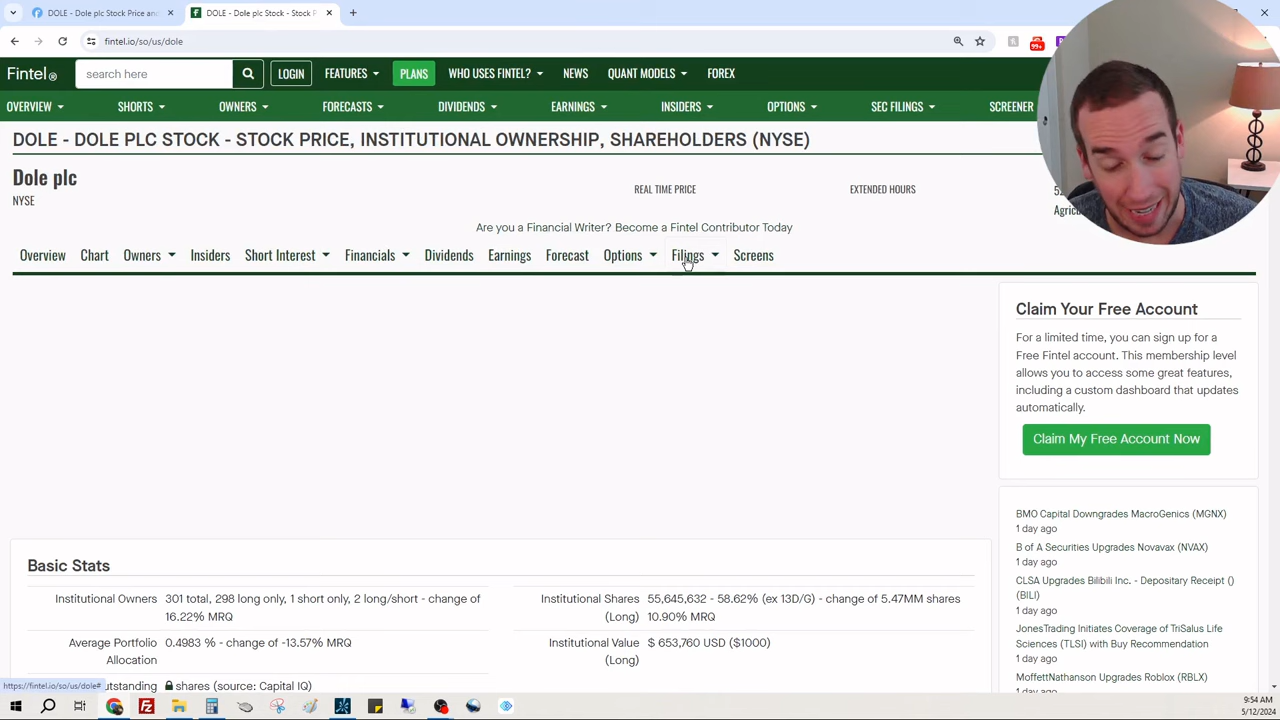 DOLE - Dole plc Stock Price and
DOLE - Dole plc Stock - Stock P
fintel.io/so/us/dole
99+
Fintel
search here
LOGIN
FEATURES
PLANS
WHO USES FINTEL?
NEWS
QUANT MODELS
FOREX
OVERVIEW
SHORTS
OWNERS
FORECASTS
DIVIDENDS
EARNINGS
INSIDERS
OPTIONS
SEC FILINGS
SCREENER
DOLE - DOLE PLC STOCK - STOCK PRICE, INSTITUTIONAL OWNERSHIP, SHAREHOLDERS (NYSE)
Dole plc
NYSE
REAL TIME PRICE
EXTENDED HOURS
Are you a Financial Writer? Become a Fintel Contributor Today
Overview
Chart
Owners
Insiders
Short Interest
Financials
Dividends
Earnings
Forecast
Options
Filings
Screens
Claim Your Free Account
For a limited time, you can sign up for a
Free Fintel account. This membership level
allows you to access some great features,
including a custom dashboard that updates
automatically.
Claim My Free Account Now
BMO Capital Downgrades MacroGenics (MGNX)
1 day ago
B of A Securities Upgrades Novavax (NVAX)
1 day ago
CLSA Upgrades Bilibili Inc. - Depositary Receipt ()
(BILI)
1 day ago
JonesTrading Initiates Coverage of TriSalus Life
Sciences (TLSI) with Buy Recommendation
1 day ago
MoffettNathanson Upgrades Roblox (RBLX)
1 day ago
Basic Stats
Institutional Owners
301 total, 298 long only, 1 short only, 2 long/short - change of
16.22% MRQ
Average Portfolio
Allocation
0.4983 % - change of -13.57% MRQ
shares (source: Capital IQ)
Institutional Shares
(Long)
55,645,632 - 58.62% (ex 13D/G) - change of 5.47MM shares
10.90% MRQ
Institutional Value
(Long)
$ 653,760 USD ($1000)
https://fintel.io/so/us/dole#
9:54 AM
5/12/2024